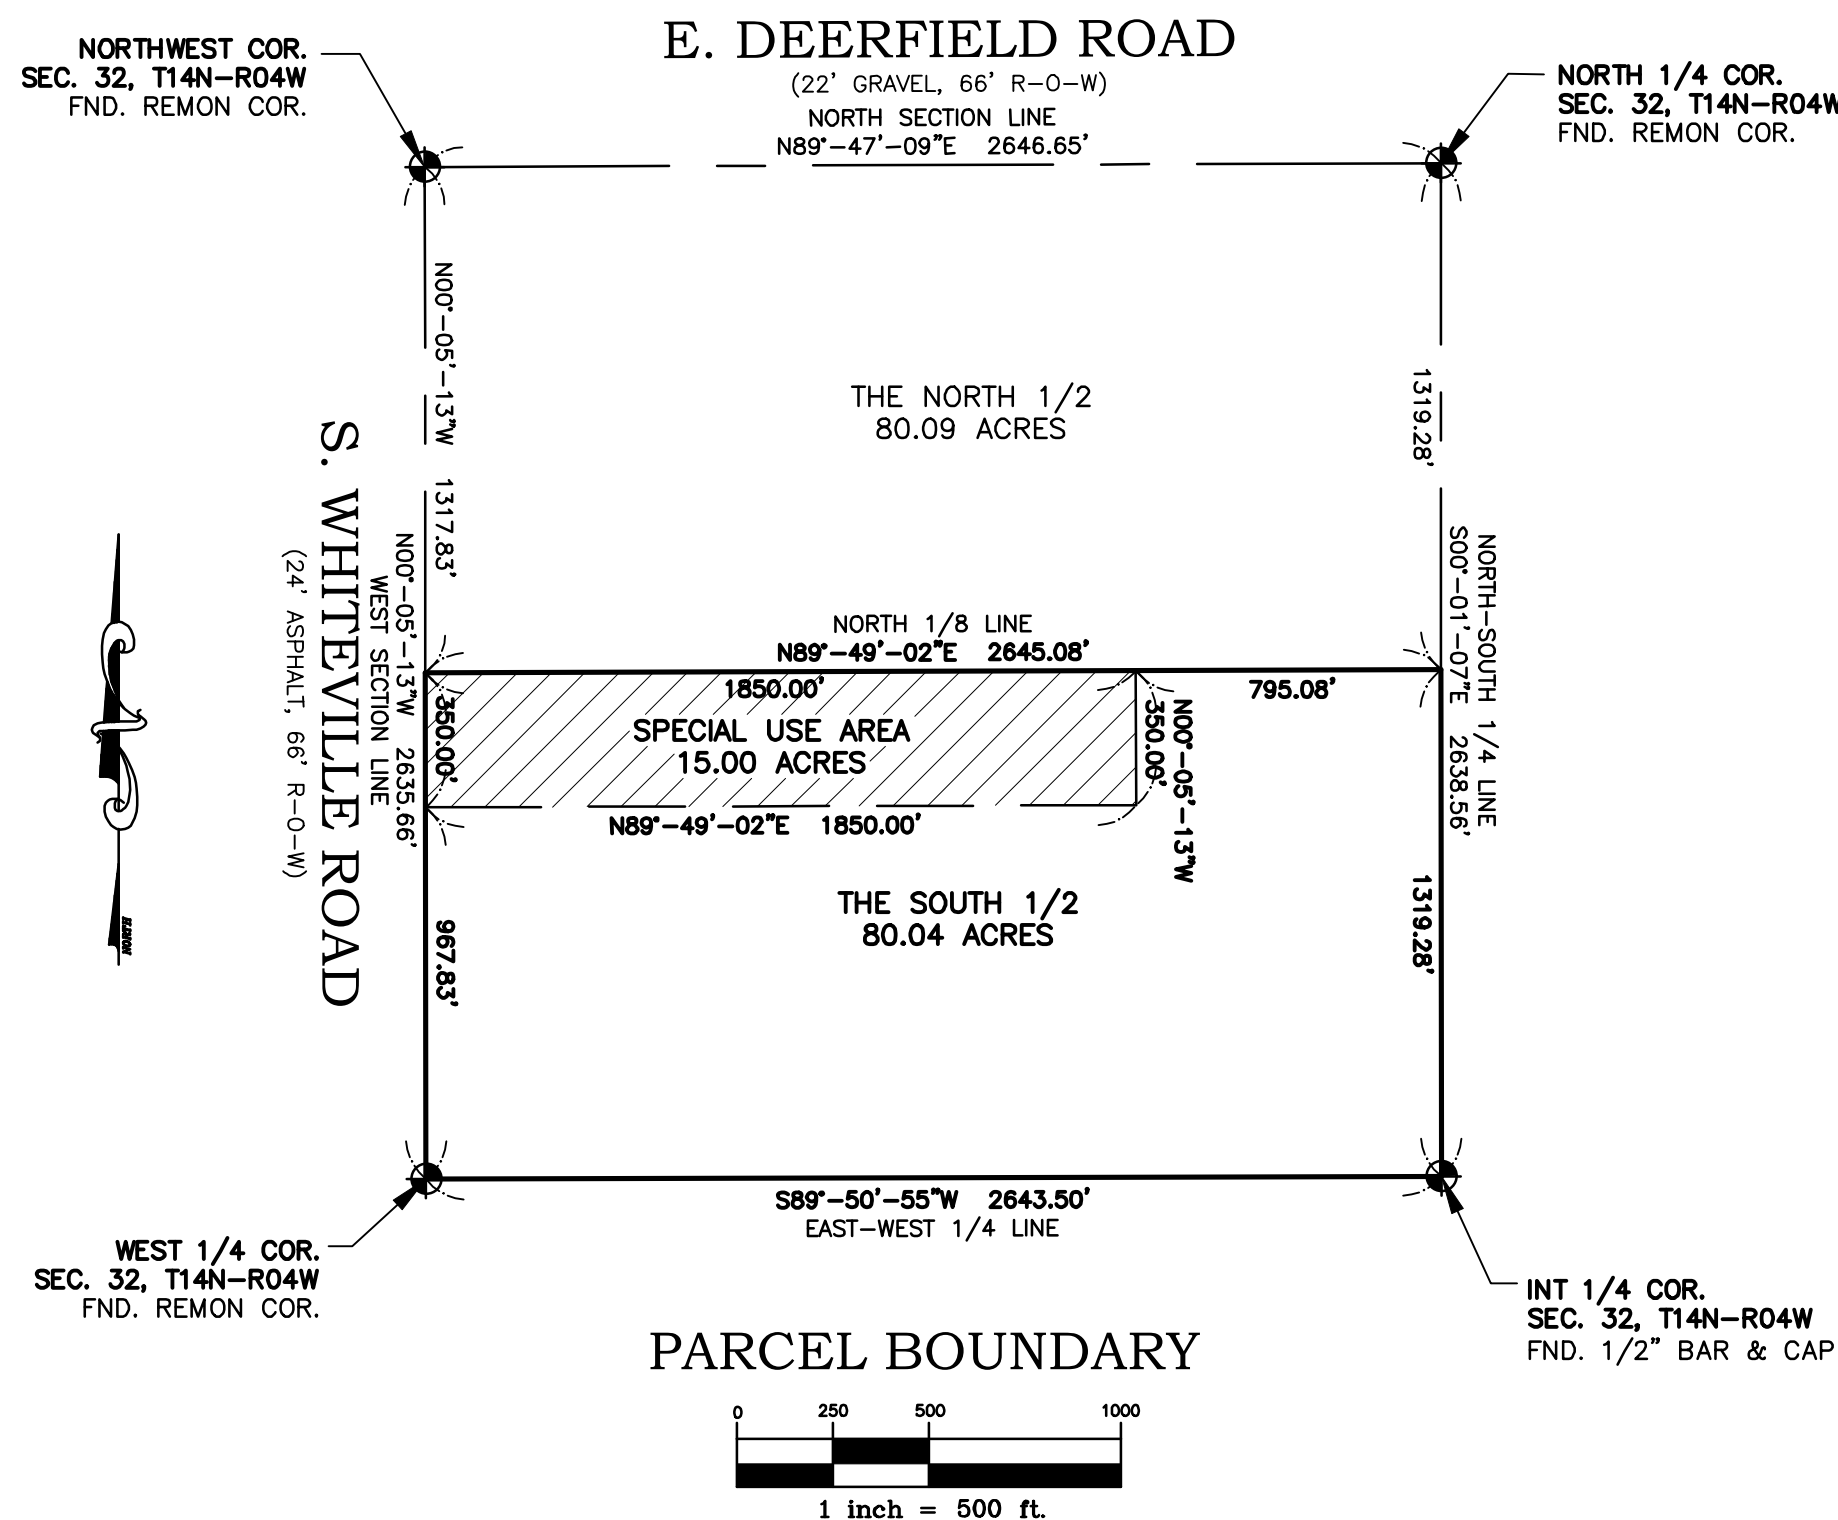 E. DEERFIELD ROAD
(22' GRAVEL, 66' R-O-W)
NORTH SECTION LINE
N89°-47'-09"E 2646.65'
NORTHWEST COR.
SEC. 32, T14N-R04W
FND. REMON COR.
NORTH 1/4 COR.
SEC. 32, T14N-R04W
FND. REMON COR.
N00°-05'-13"W 1317.83'
1319.28'
THE NORTH 1/2
80.09 ACRES
S. WHITEVILLE ROAD
(24' ASPHALT, 66' R-O-W)
N00°-05'-13"W 2635.66'
WEST SECTION LINE
NORTH-SOUTH 1/4 LINE
S00°-01'-07"E 2638.56'
NORTH 1/8 LINE
N89°-49'-02"E 2645.08'
1850.00'
795.08'
350.00'
SPECIAL USE AREA
15.00 ACRES
N00°-05'-13"W
350.00'
N89°-49'-02"E 1850.00'
THE SOUTH 1/2
80.04 ACRES
967.83'
1319.28'
NORTH
S89°-50'-55"W 2643.50'
EAST-WEST 1/4 LINE
WEST 1/4 COR.
SEC. 32, T14N-R04W
FND. REMON COR.
INT 1/4 COR.
SEC. 32, T14N-R04W
FND. 1/2" BAR & CAP
PARCEL BOUNDARY
0 250 500 1000
1 inch = 500 ft.